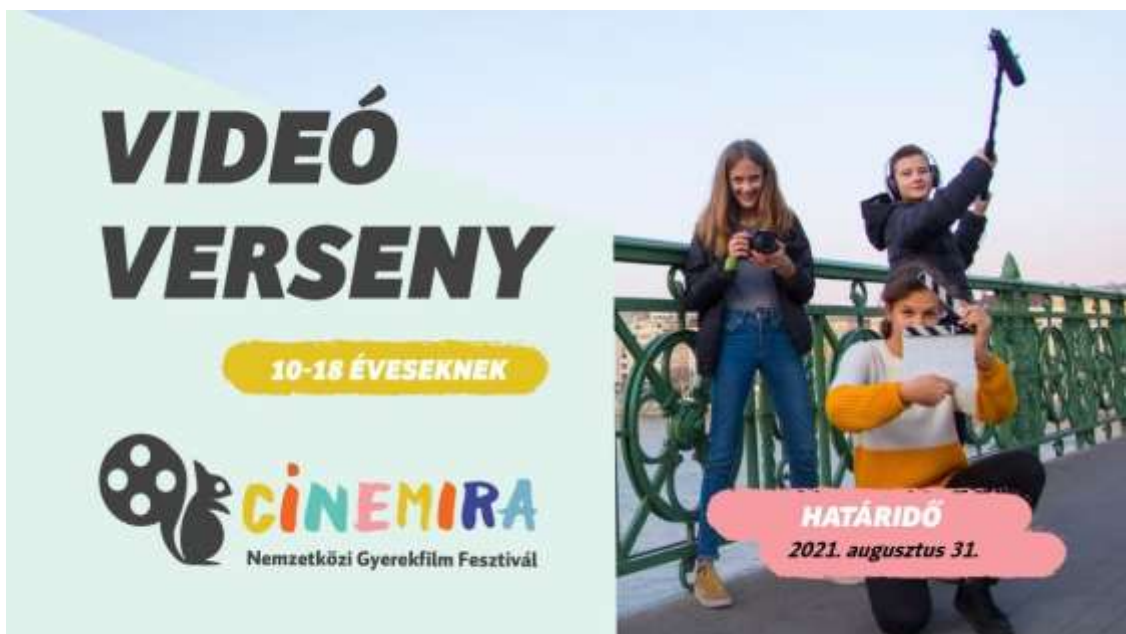 VIDEÓ
VERSENY
10-18 ÉVESEKNEK
CINEMIRA
Nemzetközi Gyerekfilm Fesztivál
HATÁRIDŐ
2021. augusztus 31.